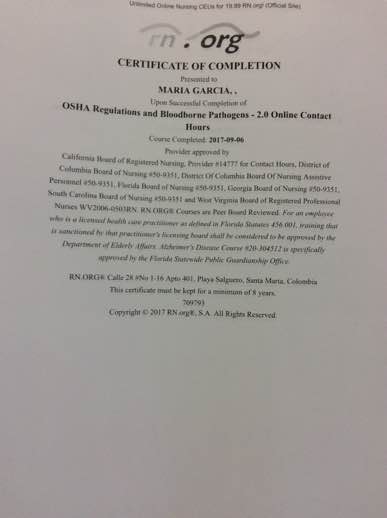 Unlimited Online Nursing CEUs for 19.99 RN.org! (Official Site)
rn.org
CERTIFICATE OF COMPLETION
Presented to
MARIA GARCIA, .
Upon Successful Completion of
OSHA Regulations and Bloodborne Pathogens - 2.0 Online Contact
Hours
Course Completed: 2017-09-06
Provider approved by
California Board of Registered Nursing, Provider #14777 for Contact Hours, District of
Columbia Board of Nursing #50-9351, District Of Columbia Board Of Nursing Assistive
Personnel #50-9351, Florida Board of Nursing #50-9351, Georgia Board of Nursing #50-9351,
South Carolina Board of Nursing #50-9351 and West Virginia Board of Registered Professional
Nurses WV2006-0503RN. RN.ORG® Courses are Peer Board Reviewed. For an employee
who is a licensed health care practitioner as defined in Florida Statutes 456.001, training that
is sanctioned by that practitioner's licensing board shall be considered to be approved by the
Department of Elderly Affairs. Alzheimer's Disease Course #20-304512 is specifically
approved by the Florida Statewide Public Guardianship Office.
RN.ORG® Calle 28 #No 1-16 Apto 401, Playa Salguero, Santa Marta, Colombia
This certificate must be kept for a minimum of 8 years.
709793
Copyright © 2017 RN.org®, S.A. All Rights Reserved.